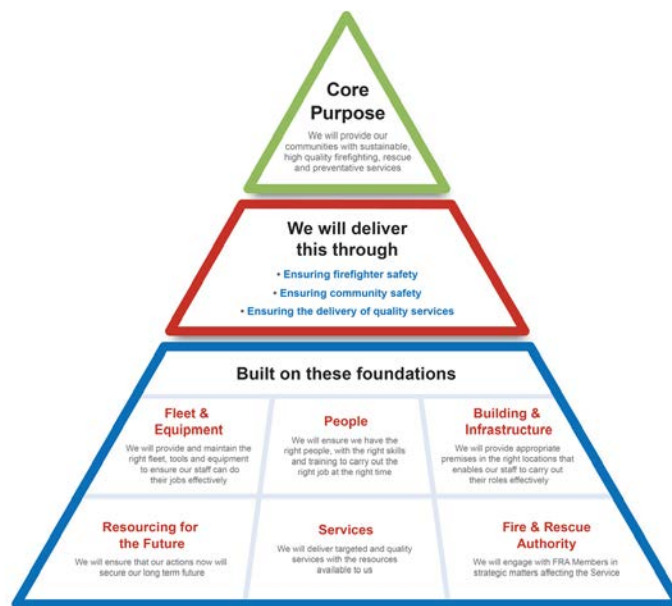 Core
Purpose
We will provide our
communities with sustainable,
high quality firefighting, rescue
and preventative services
We will deliver
this through
• Ensuring firefighter safety
• Ensuring community safety
• Ensuring the delivery of quality services
Built on these foundations
Fleet &
Equipment
We will provide and maintain the
right fleet, tools and equipment
to ensure our staff can do
their jobs effectively
People
We will ensure we have the
right people, with the right skills
and training to carry out the
right job at the right time
Building &
Infrastructure
We will provide appropriate
premises in the right locations that
enables our staff to carry out
their roles effectively
Resourcing for
the Future
We will ensure that our actions now will
secure our long term future
Services
We will deliver targeted and quality
services with the resources
available to us
Fire & Rescue
Authority
We will engage with FRA Members in
strategic matters affecting the Service